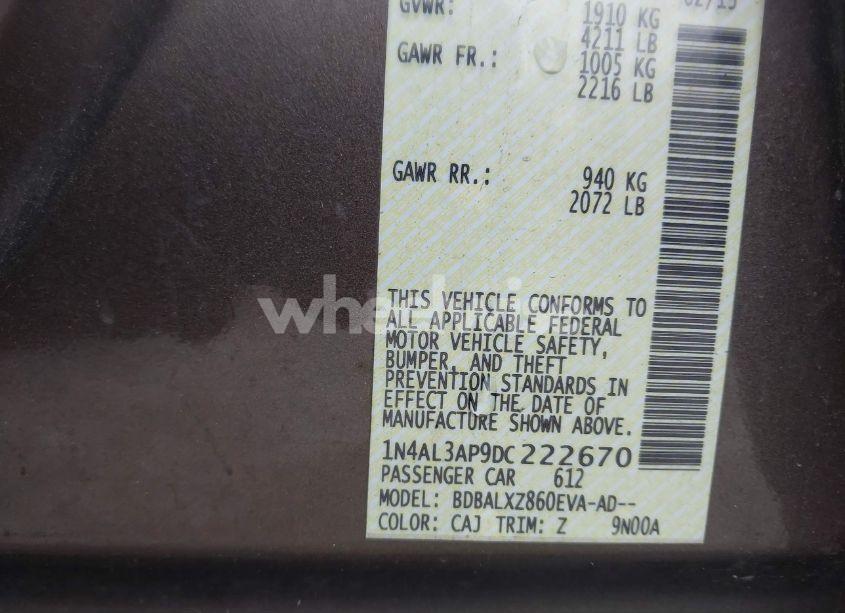 GVWR: 1910 KG
4211 LB
GAWR FR.: 1005 KG
2216 LB
GAWR RR.: 940 KG
2072 LB
THIS VEHICLE CONFORMS TO
ALL APPLICABLE FEDERAL
MOTOR VEHICLE SAFETY,
BUMPER, AND THEFT
PREVENTION STANDARDS IN
EFFECT ON THE DATE OF
MANUFACTURE SHOWN ABOVE.
1N4AL3AP9DC222670
PASSENGER CAR 612
MODEL: BDBALXZ860EVA-AD--
COLOR: CAJ TRIM: Z 9N00A